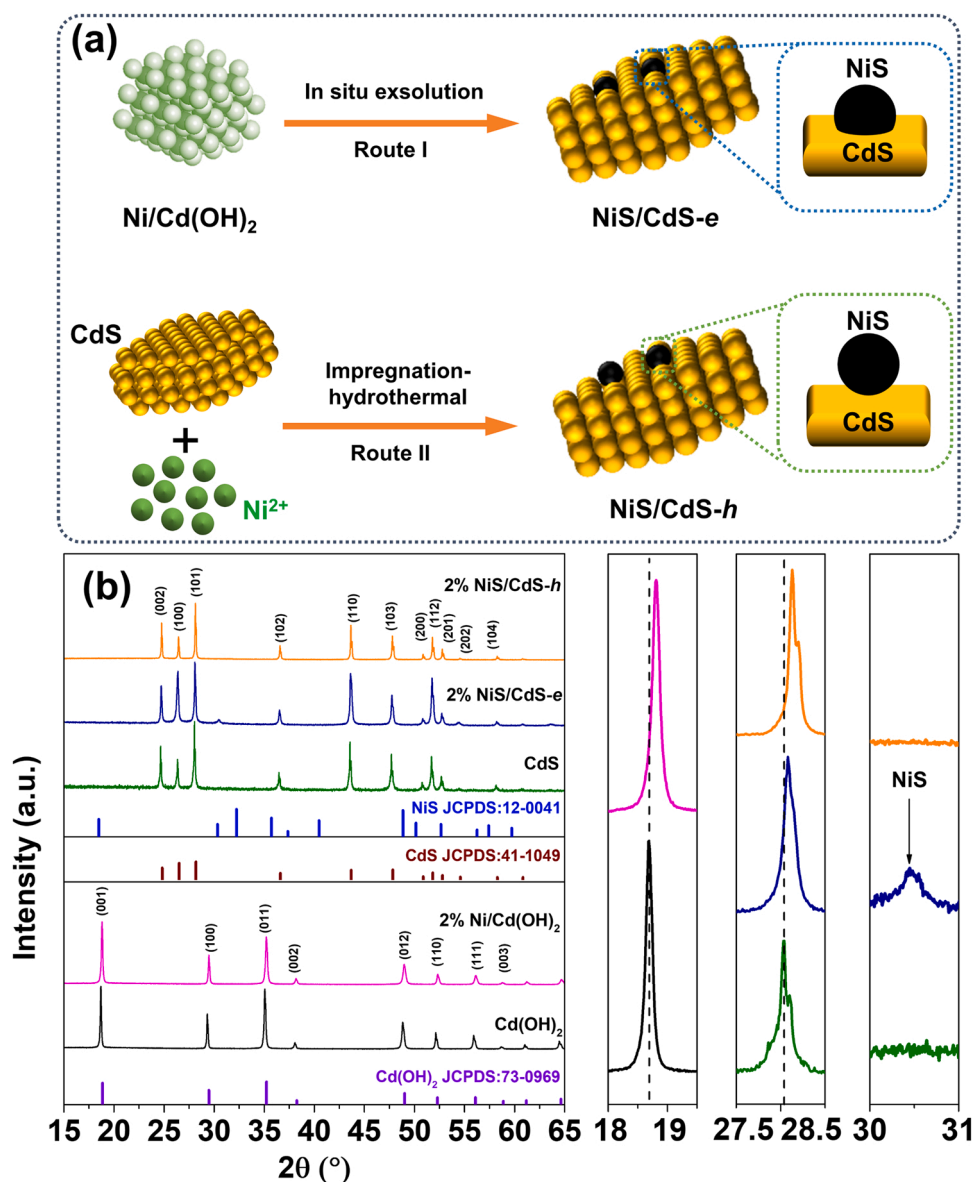 (a)
In situ exsolution
Route I
Ni/Cd(OH)₂
NiS/CdS-e
NiS
CdS
CdS
+
Ni²⁺
Impregnation-
hydrothermal
Route II
NiS/CdS-h
NiS
CdS
(b)
Intensity (a.u.)
2% NiS/CdS-h
(002)
(100)
(101)
(102)
(110)
(103)
(200)
(112)
(201)
(202)
(104)
2% NiS/CdS-e
CdS
NiS JCPDS:12-0041
CdS JCPDS:41-1049
2% Ni/Cd(OH)₂
(001)
(100)
(011)
(002)
(012)
(110)
(111)
(003)
Cd(OH)₂
Cd(OH)₂ JCPDS:73-0969
15 20 25 30 35 40 45 50 55 60 65
2θ (°)
18 19
27.5 28.5
NiS
30 31